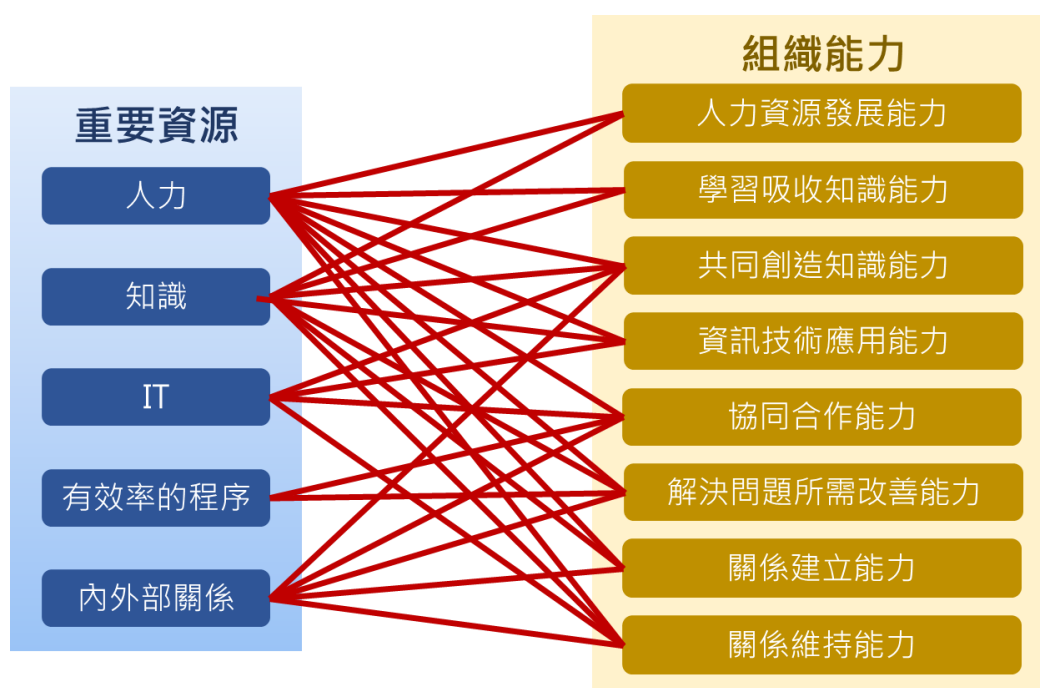 重要資源
人力
知識
IT
有效率的程序
內外部關係
組織能力
人力資源發展能力
學習吸收知識能力
共同創造知識能力
資訊技術應用能力
協同合作能力
解決問題所需改善能力
關係建立能力
關係維持能力